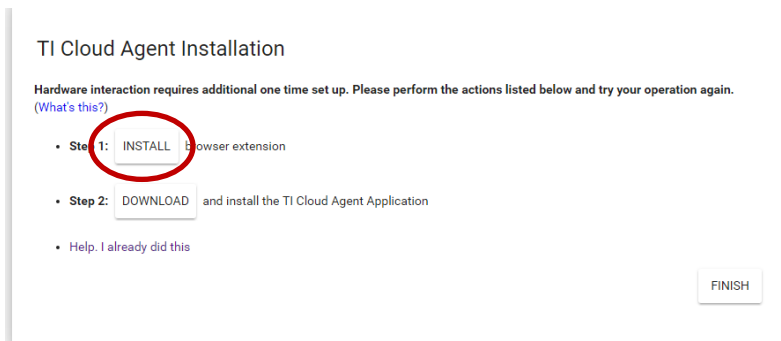 TI Cloud Agent Installation
Hardware interaction requires additional one time set up. Please perform the actions listed below and try your operation again.
(What's this?)
• Step 1: INSTALL browser extension
• Step 2: DOWNLOAD and install the TI Cloud Agent Application
• Help. I already did this
FINISH